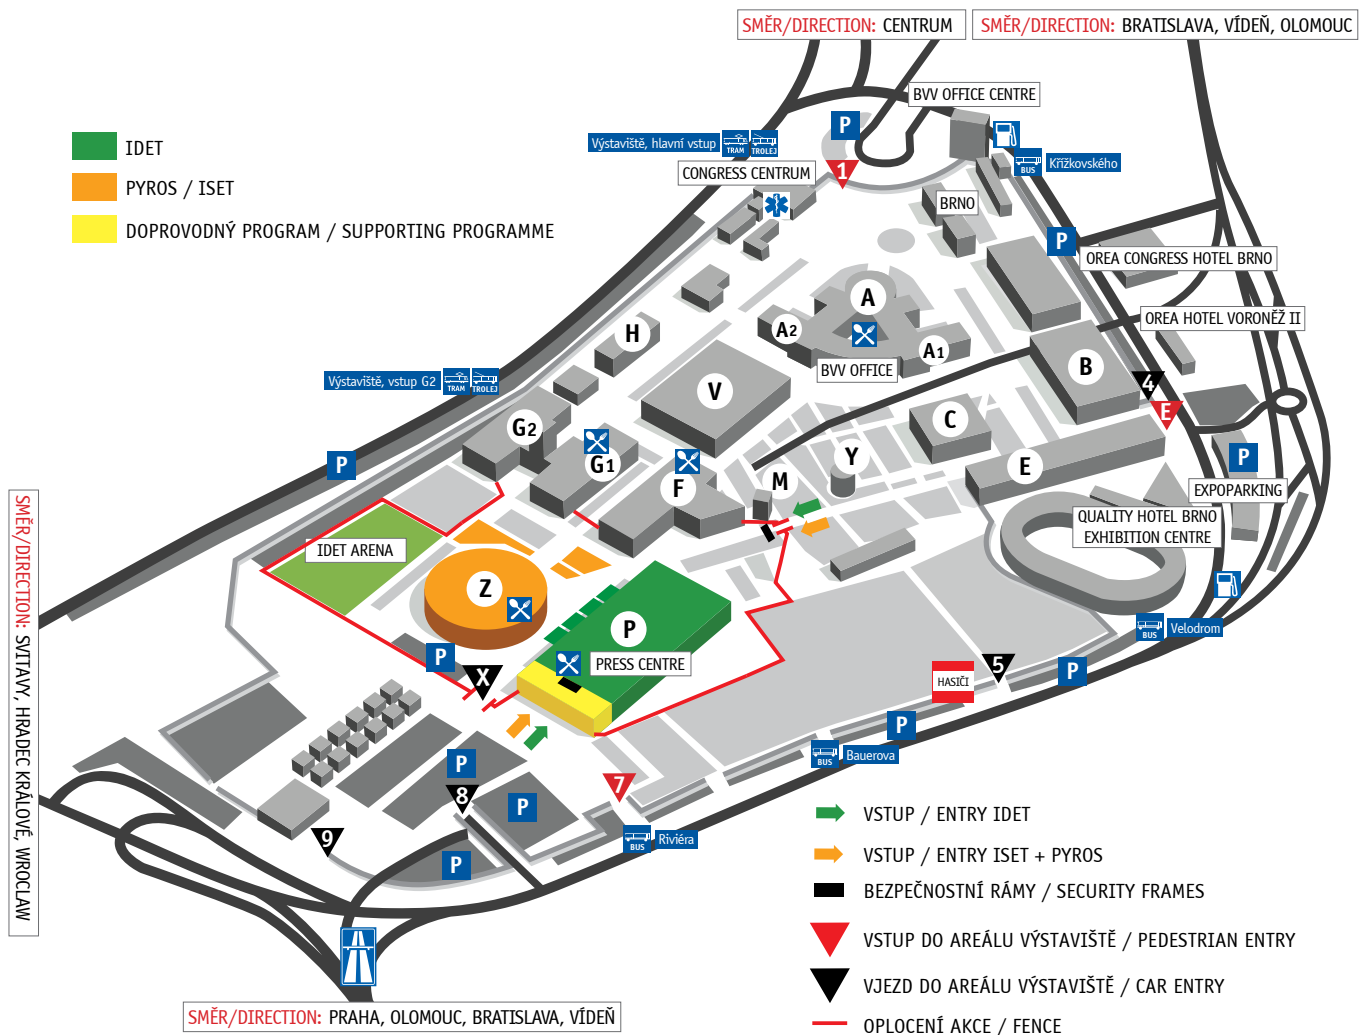 SMĚR/DIRECTION: CENTRUM
SMĚR/DIRECTION: BRATISLAVA, VÍDEŇ, OLOMOUC
BVV OFFICE CENTRE
P
Výstaviště, hlavní vstup
TRAM
TROLEJ
1
BUS
Křížkovského
IDET
PYROS / ISET
DOPROVODNÝ PROGRAM / SUPPORTING PROGRAMME
CONGRESS CENTRUM
BRNO
P
OREA CONGRESS HOTEL BRNO
OREA HOTEL VORONĚŽ II
A
A2
A1
BVV OFFICE
H
V
B
4
E
Výstaviště, vstup G2
TRAM
TROLEJ
G2
G1
C
Y
E
P
P
F
M
EXPOPARKING
QUALITY HOTEL BRNO
EXHIBITION CENTRE
IDET ARENA
Z
P
PRESS CENTRE
P
X
BUS
Velodrom
HASIČI
5
P
P
BUS
Bauerova
P
8
P
7
9
P
BUS
Riviéra
SMĚR/DIRECTION: SVITAVY, HRADEC KRÁLOVÉ, WROCLAW
SMĚR/DIRECTION: PRAHA, OLOMOUC, BRATISLAVA, VÍDEŇ
VSTUP / ENTRY IDET
VSTUP / ENTRY ISET + PYROS
BEZPEČNOSTNÍ RÁMY / SECURITY FRAMES
VSTUP DO AREÁLU VÝSTAVIŠTĚ / PEDESTRIAN ENTRY
VJEZD DO AREÁLU VÝSTAVIŠTĚ / CAR ENTRY
OPLOCENÍ AKCE / FENCE